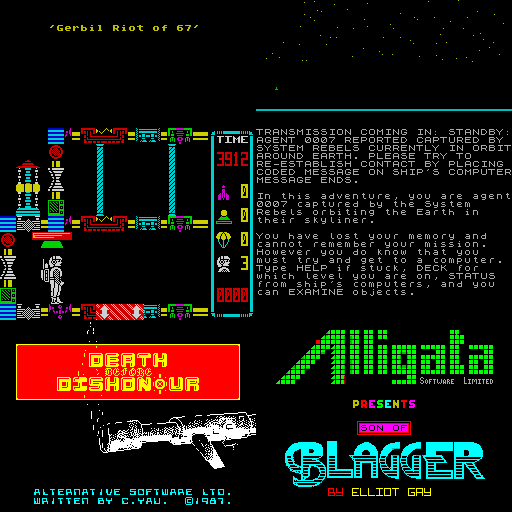 'Gerbil Riot of 67'
TIME
3912
0
0
0
3
0000
TRANSMISSION COMING IN: STANDBY:
AGENT 0007 REPORTED CAPTURED BY
SYSTEM REBELS CURRENTLY IN ORBIT
AROUND EARTH. PLEASE TRY TO
RE-ESTABLISH CONTACT BY PLACING
CODED MESSAGE ON SHIP'S COMPUTER
MESSAGE ENDS.
In this adventure, you are agent
0007 captured by the System
Rebels orbiting the Earth in
their skyliner.
You have lost your memory and
cannot remember your mission.
However you do know that you
must try and get to a computer.
Type HELP if stuck, DECK for
which level you are on, STATUS
from ship's computers, and you
can EXAMINE objects.
DEATH
BEFORE
DISHONOUR
ALTERNATIVE SOFTWARE LTD.
WRITTEN BY C.YAU. ©1987.
Alligata
SOFTWARE LIMITED
PRESENTS
SON OF
BLAGGER
BY ELLIOT GAY